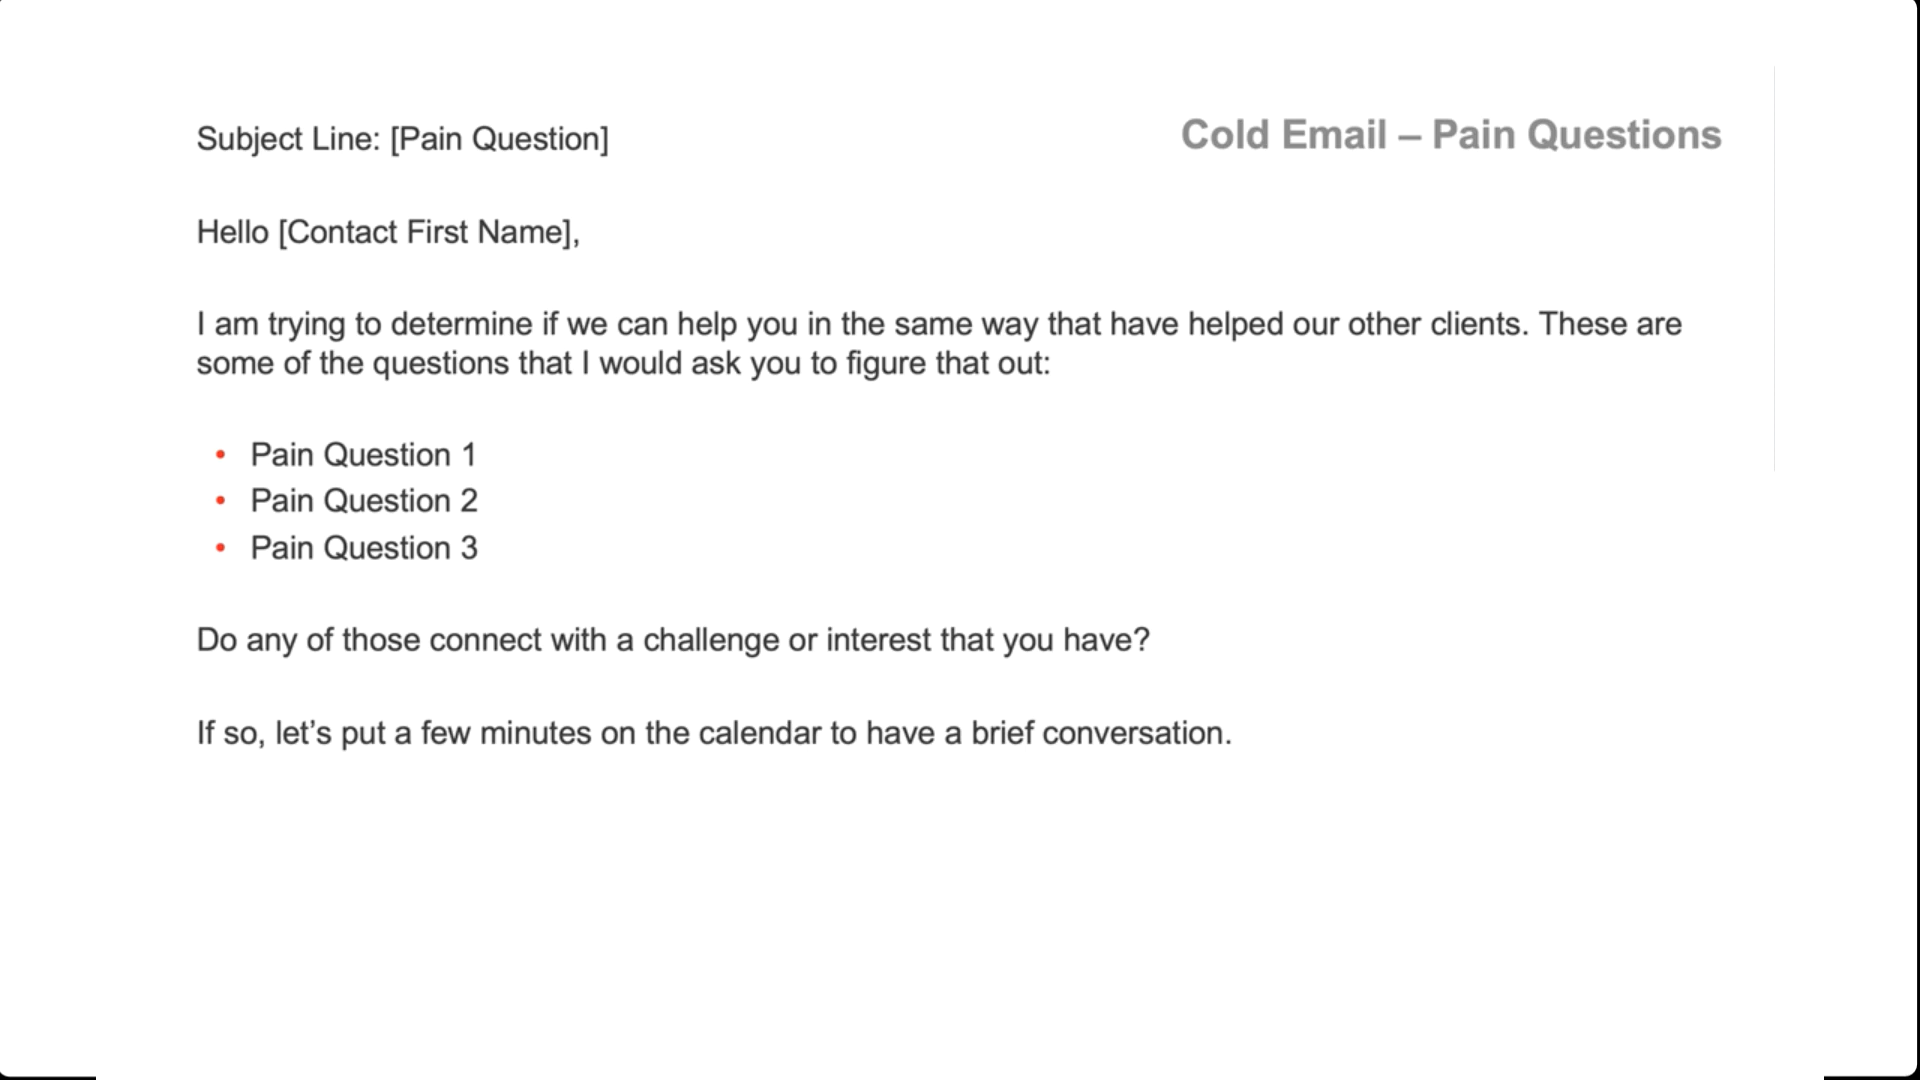 Subject Line: [Pain Question]
Cold Email – Pain Questions
Hello [Contact First Name],
I am trying to determine if we can help you in the same way that have helped our other clients. These are
some of the questions that I would ask you to figure that out:
• Pain Question 1
• Pain Question 2
• Pain Question 3
Do any of those connect with a challenge or interest that you have?
If so, let’s put a few minutes on the calendar to have a brief conversation.